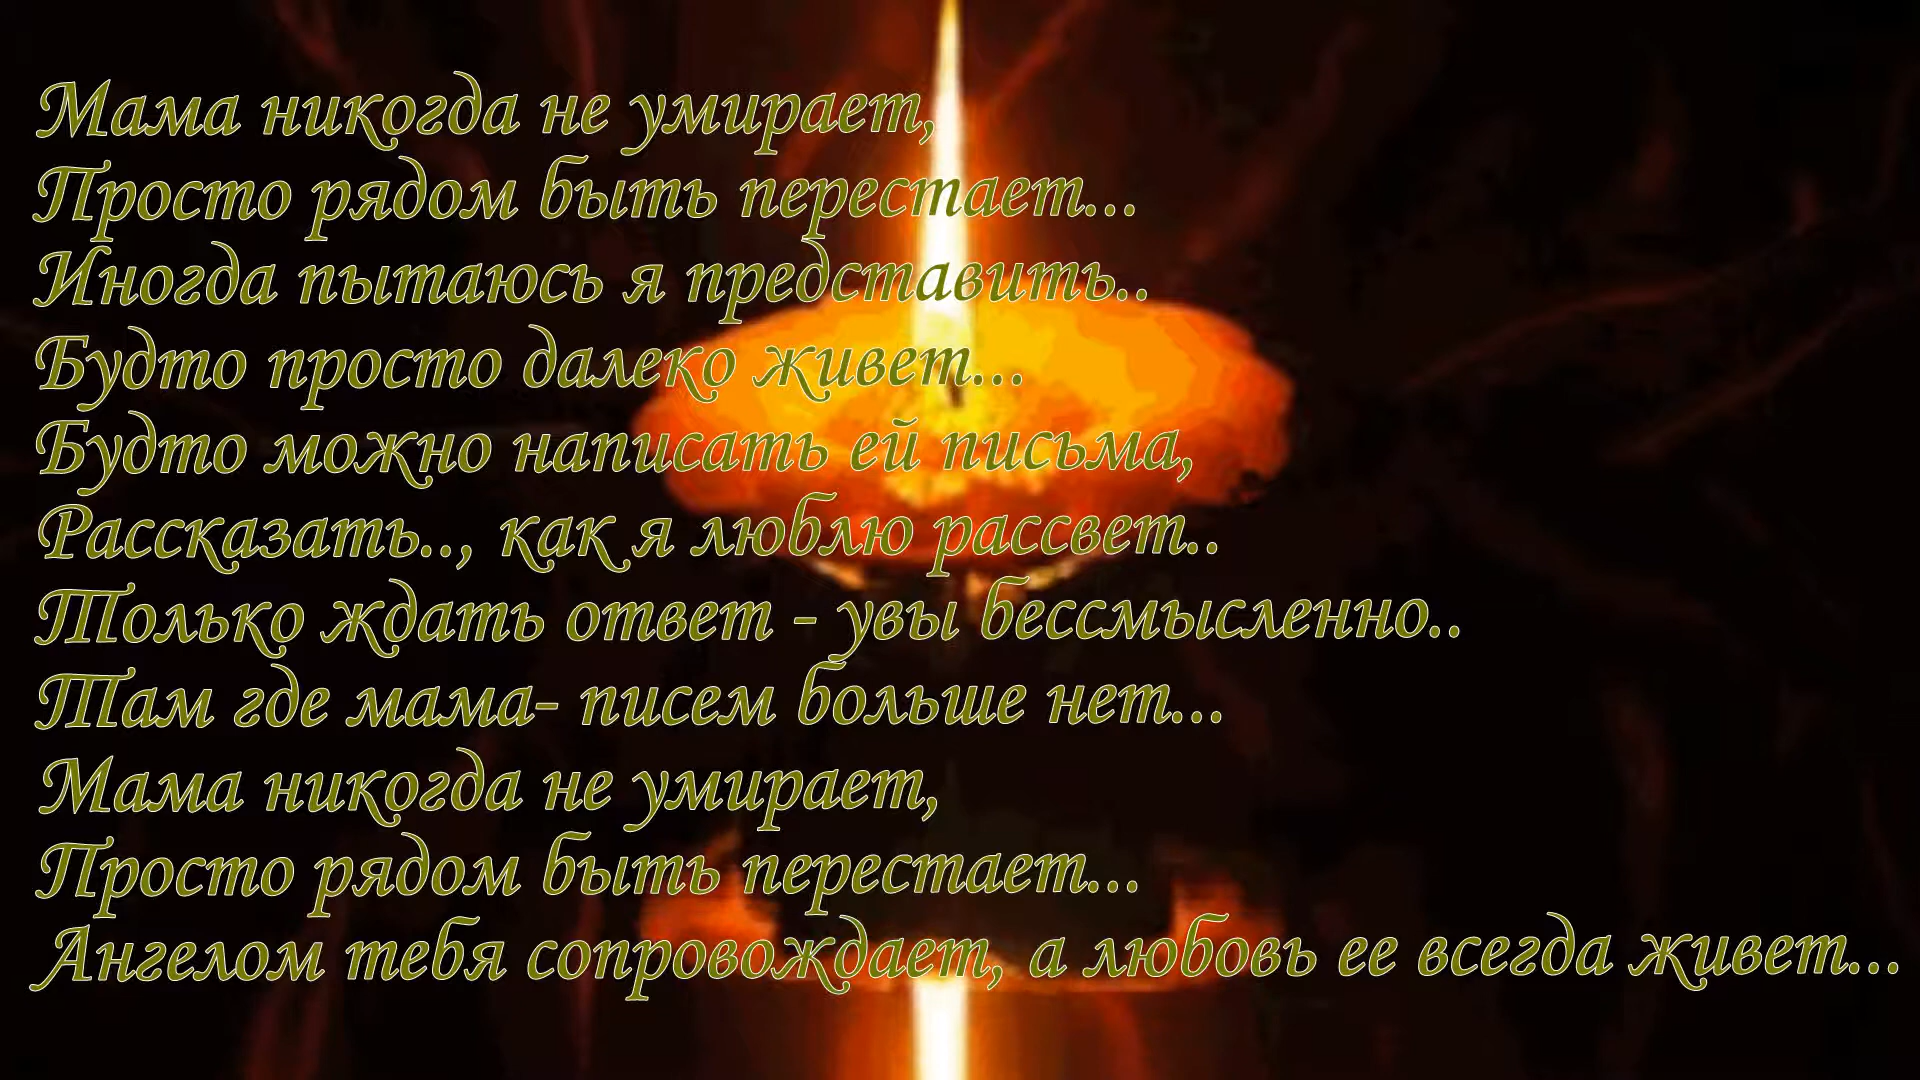 Мама никогда не умирает,
Просто рядом быть перестает...
Иногда пытаюсь я представить..
Будто просто далеко живет...
Будто можно написать ей письма,
Рассказать.., как я люблю рассвет..
Только ждать ответ - увы бессмысленно..
Там где мама- писем больше нет...
Мама никогда не умирает,
Просто рядом быть перестает...
Ангелом тебя сопровождает, а любовь ее всегда живет...